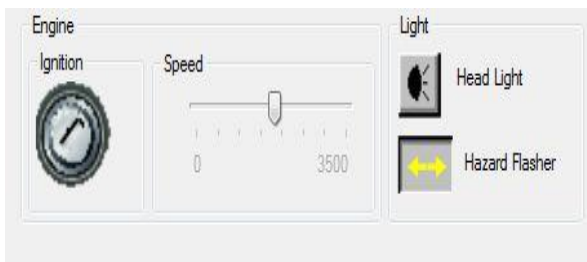 Engine
Ignition
Speed
0 3500
Light
Head Light
Hazard Flasher